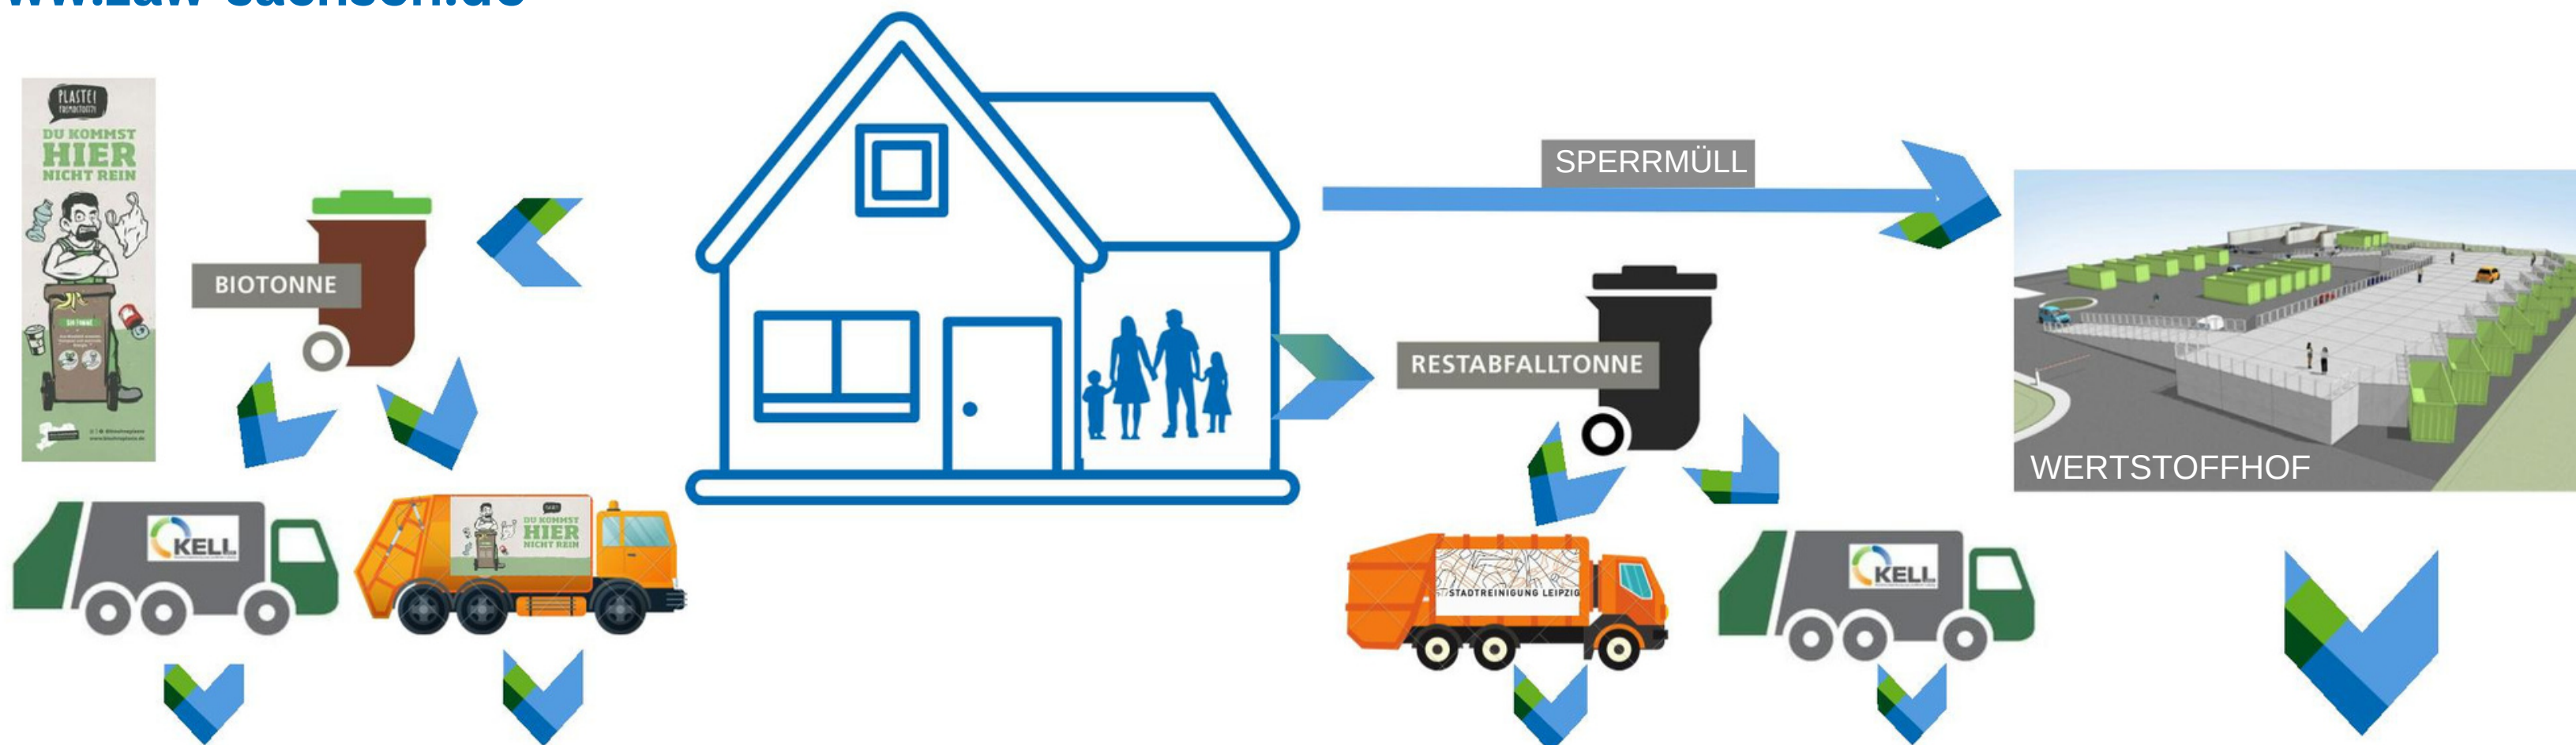 PLASTE!
DU KOMMST
HIER
NICHT REIN
BIOTONNE
SPERRMÜLL
RESTABFALLTONNE
WERTSTOFFHOF
KELL
DU KOMMST
HIER
NICHT REIN
STADTREINIGUNG LEIPZIG
KELL